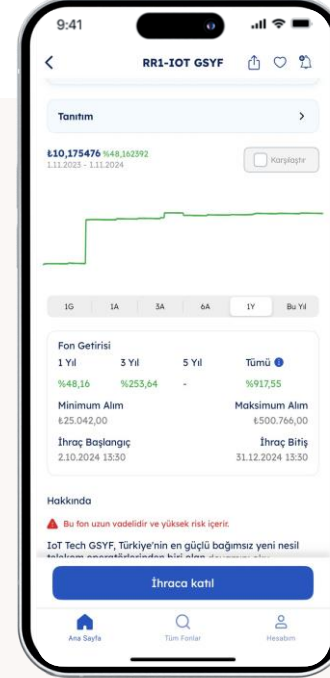 9:41
RR1-IOT GSYF
Tanıtım
₺10,175476 %48,162392
1.11.2023 - 1.11.2024
Karşılaştır
1G 1A 3A 6A 1Y Bu Yıl
Fon Getirisi
1 Yıl 3 Yıl 5 Yıl Tümü
%48,16 %253,64 - %917,55
Minimum Alım Maksimum Alım
₺25.042,00 ₺500.766,00
İhraç Başlangıç İhraç Bitiş
2.10.2024 13:30 31.12.2024 13:30
Hakkında
Bu fon uzun vadelidir ve yüksek risk içerir.
IoT Tech GSYF, Türkiye'nin en güçlü bağımsız yeni nesil
telekom operatörlerinden biri olan
İhraca katıl
Ana Sayfa Tüm Fonlar Hesabım